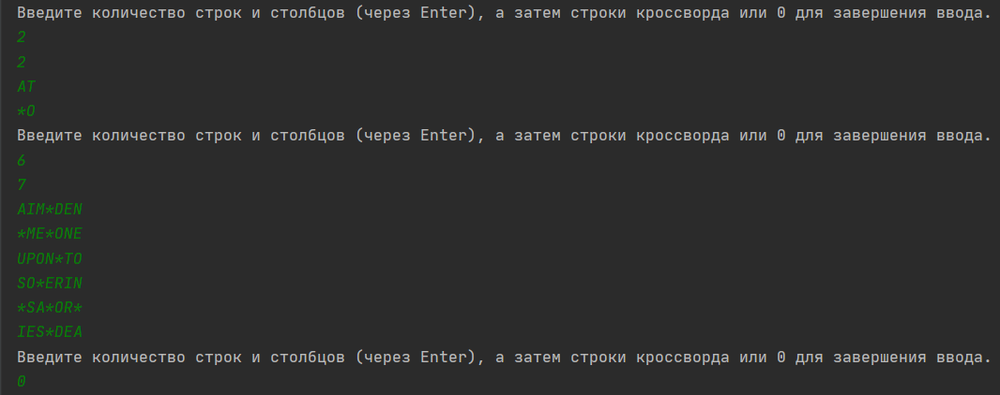 Введите количество строк и столбцов (через Enter), а затем строки кроссворда или 0 для завершения ввода.
2
2
AT
*O
Введите количество строк и столбцов (через Enter), а затем строки кроссворда или 0 для завершения ввода.
6
7
AIM*DEN
*ME*ONE
UPON*TO
SO*ERIN
*SA*OR*
IES*DEA
Введите количество строк и столбцов (через Enter), а затем строки кроссворда или 0 для завершения ввода.
0